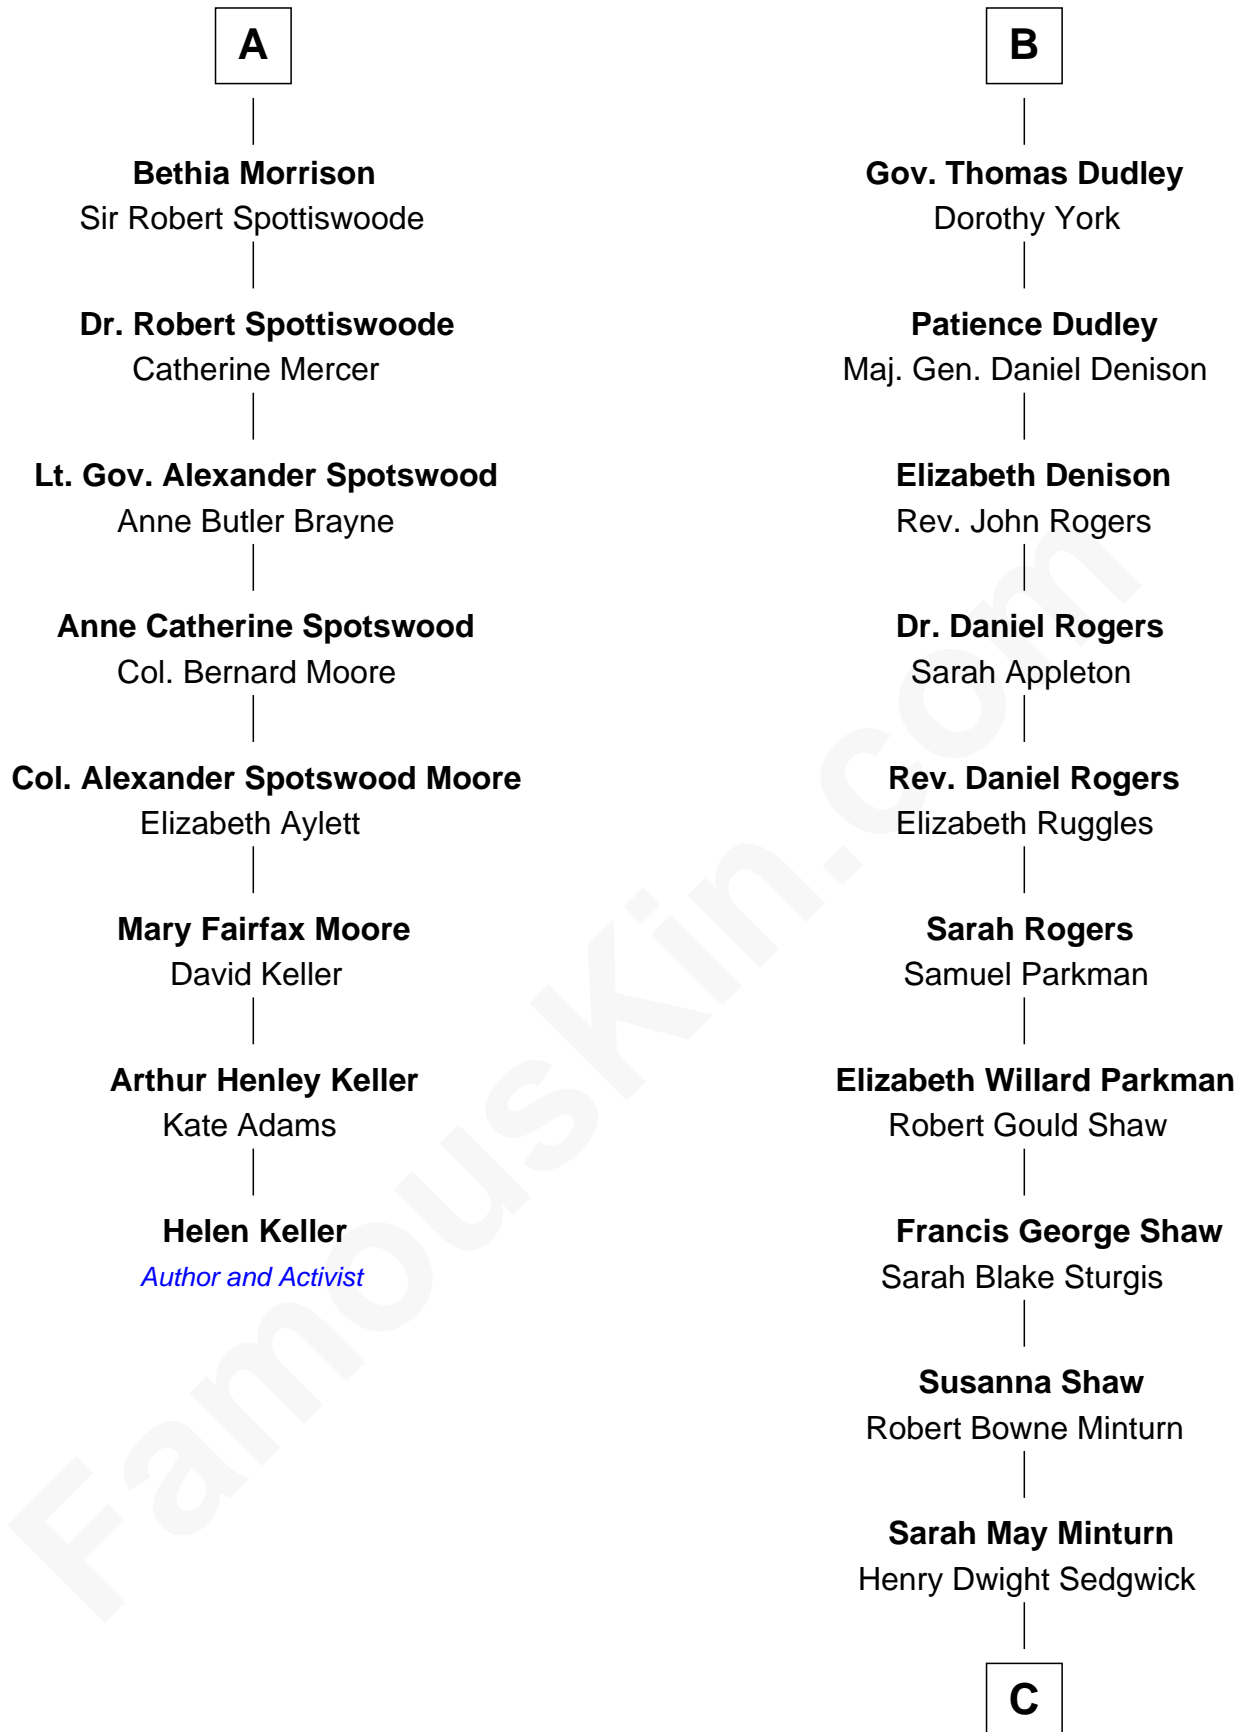 A
Bethia Morrison
Sir Robert Spottiswoode
Dr. Robert Spottiswoode
Catherine Mercer
Lt. Gov. Alexander Spotswood
Anne Butler Brayne
Anne Catherine Spotswood
Col. Bernard Moore
Col. Alexander Spotswood Moore
Elizabeth Aylett
Mary Fairfax Moore
David Keller
Arthur Henley Keller
Kate Adams
Helen Keller
Author and Activist
B
Gov. Thomas Dudley
Dorothy York
Patience Dudley
Maj. Gen. Daniel Denison
Elizabeth Denison
Rev. John Rogers
Dr. Daniel Rogers
Sarah Appleton
Rev. Daniel Rogers
Elizabeth Ruggles
Sarah Rogers
Samuel Parkman
Elizabeth Willard Parkman
Robert Gould Shaw
Francis George Shaw
Sarah Blake Sturgis
Susanna Shaw
Robert Bowne Minturn
Sarah May Minturn
Henry Dwight Sedgwick
C
FamousKin.com